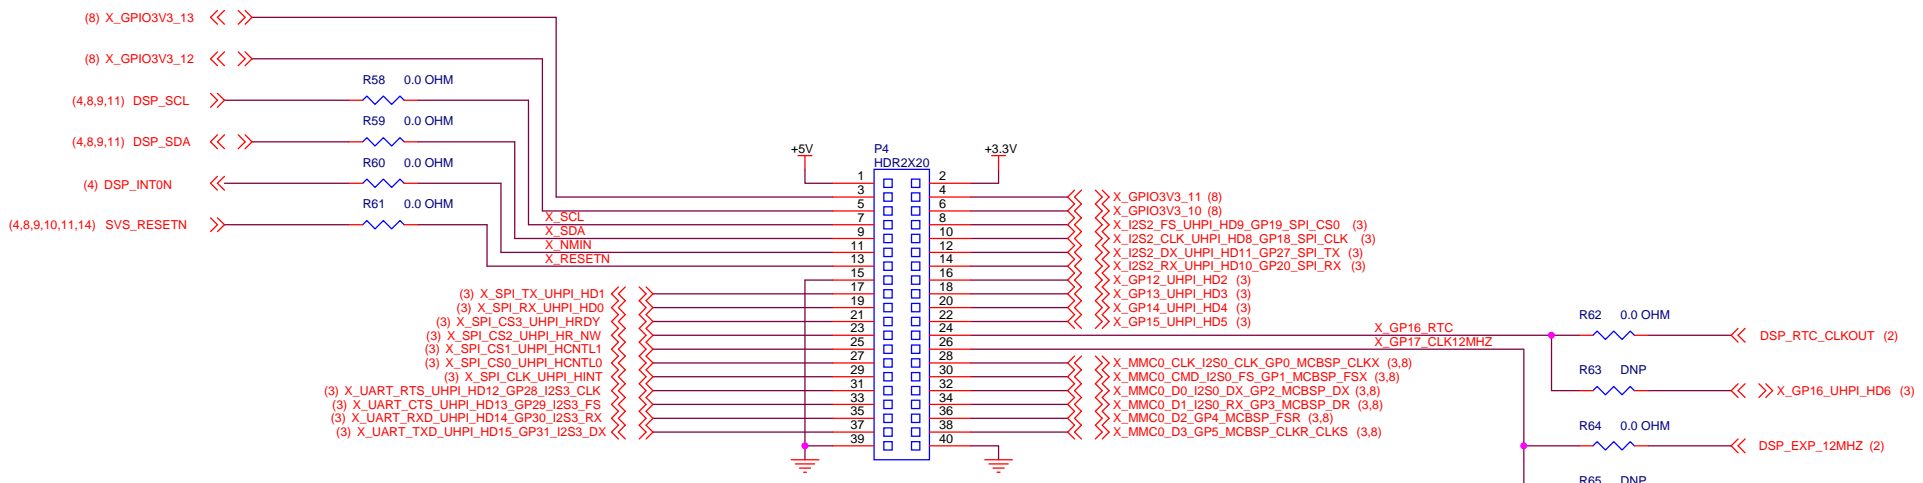 (8) X_GPIO3V3_13
(8) X_GPIO3V3_12
R58 0.0 OHM
(4,8,9,11) DSP_SCL
R59 0.0 OHM
(4,8,9,11) DSP_SDA
R60 0.0 OHM
(4) DSP_INT0N
R61 0.0 OHM
(4,8,9,10,11,14) SVS_RESETN
+5V
P4
HDR2X20
+3.3V
1 2
3 4 X_GPIO3V3_11 (8)
5 6 X_GPIO3V3_10 (8)
X_SCL 7 8 X_I2S2_FS_UHPI_HD9_GP19_SPI_CS0 (3)
X_SDA 9 10 X_I2S2_CLK_UHPI_HD8_GP18_SPI_CLK (3)
X_NMIN 11 12 X_I2S2_DX_UHPI_HD11_GP27_SPI_TX (3)
X_RESETN 13 14 X_I2S2_RX_UHPI_HD10_GP20_SPI_RX (3)
15 16 X_GP12_UHPI_HD2 (3)
(3) X_SPI_TX_UHPI_HD1 17 18 X_GP13_UHPI_HD3 (3)
(3) X_SPI_RX_UHPI_HD0 19 20 X_GP14_UHPI_HD4 (3)
(3) X_SPI_CS3_UHPI_HRDY 21 22 X_GP15_UHPI_HD5 (3)
(3) X_SPI_CS2_UHPI_HR_NW 23 24 X_GP16_RTC
(3) X_SPI_CS1_UHPI_HCNTL1 25 26 X_GP17_CLK12MHZ
(3) X_SPI_CS0_UHPI_HCNTL0 27 28 X_MMC0_CLK_I2S0_CLK_GP0_MCBSP_CLKX (3,8)
(3) X_SPI_CLK_UHPI_HINT 29 30 X_MMC0_CMD_I2S0_FS_GP1_MCBSP_FSX (3,8)
(3) X_UART_RTS_UHPI_HD12_GP28_I2S3_CLK 31 32 X_MMC0_D0_I2S0_DX_GP2_MCBSP_DX (3,8)
(3) X_UART_CTS_UHPI_HD13_GP29_I2S3_FS 33 34 X_MMC0_D1_I2S0_RX_GP3_MCBSP_DR (3,8)
(3) X_UART_RXD_UHPI_HD14_GP30_I2S3_RX 35 36 X_MMC0_D2_GP4_MCBSP_FSR (3,8)
(3) X_UART_TXD_UHPI_HD15_GP31_I2S3_DX 37 38 X_MMC0_D3_GP5_MCBSP_CLKR_CLKS (3,8)
39 40
R62 0.0 OHM
DSP_RTC_CLKOUT (2)
R63 DNP
X_GP16_UHPI_HD6 (3)
R64 0.0 OHM
DSP_EXP_12MHZ (2)
R65 DNP